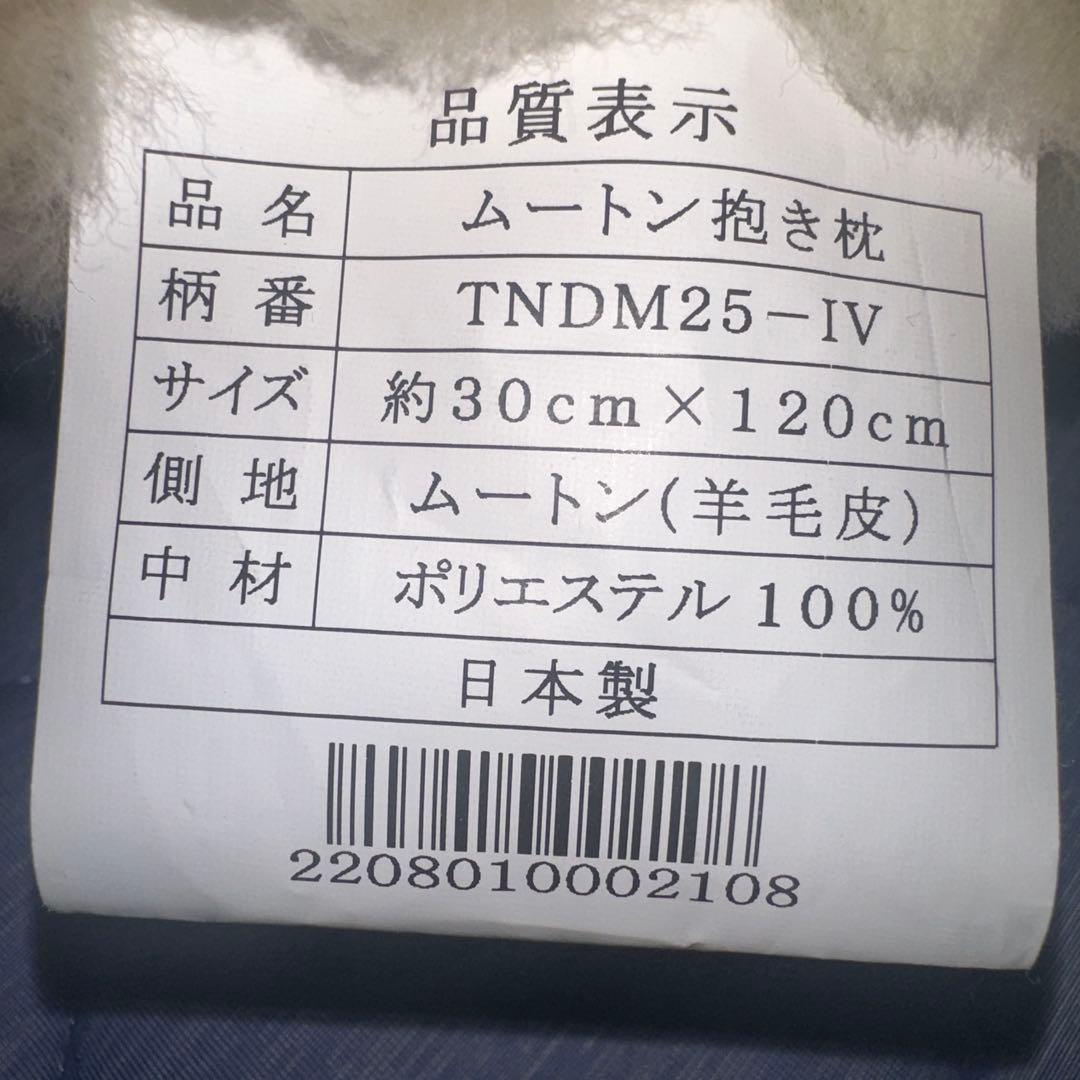 品質表示
品名 ムートン抱き枕
柄番 TNDM25-IV
サイズ 約30cm×120cm
側地 ムートン(羊毛皮)
中材 ポリエステル100%
日本製
2208010002108